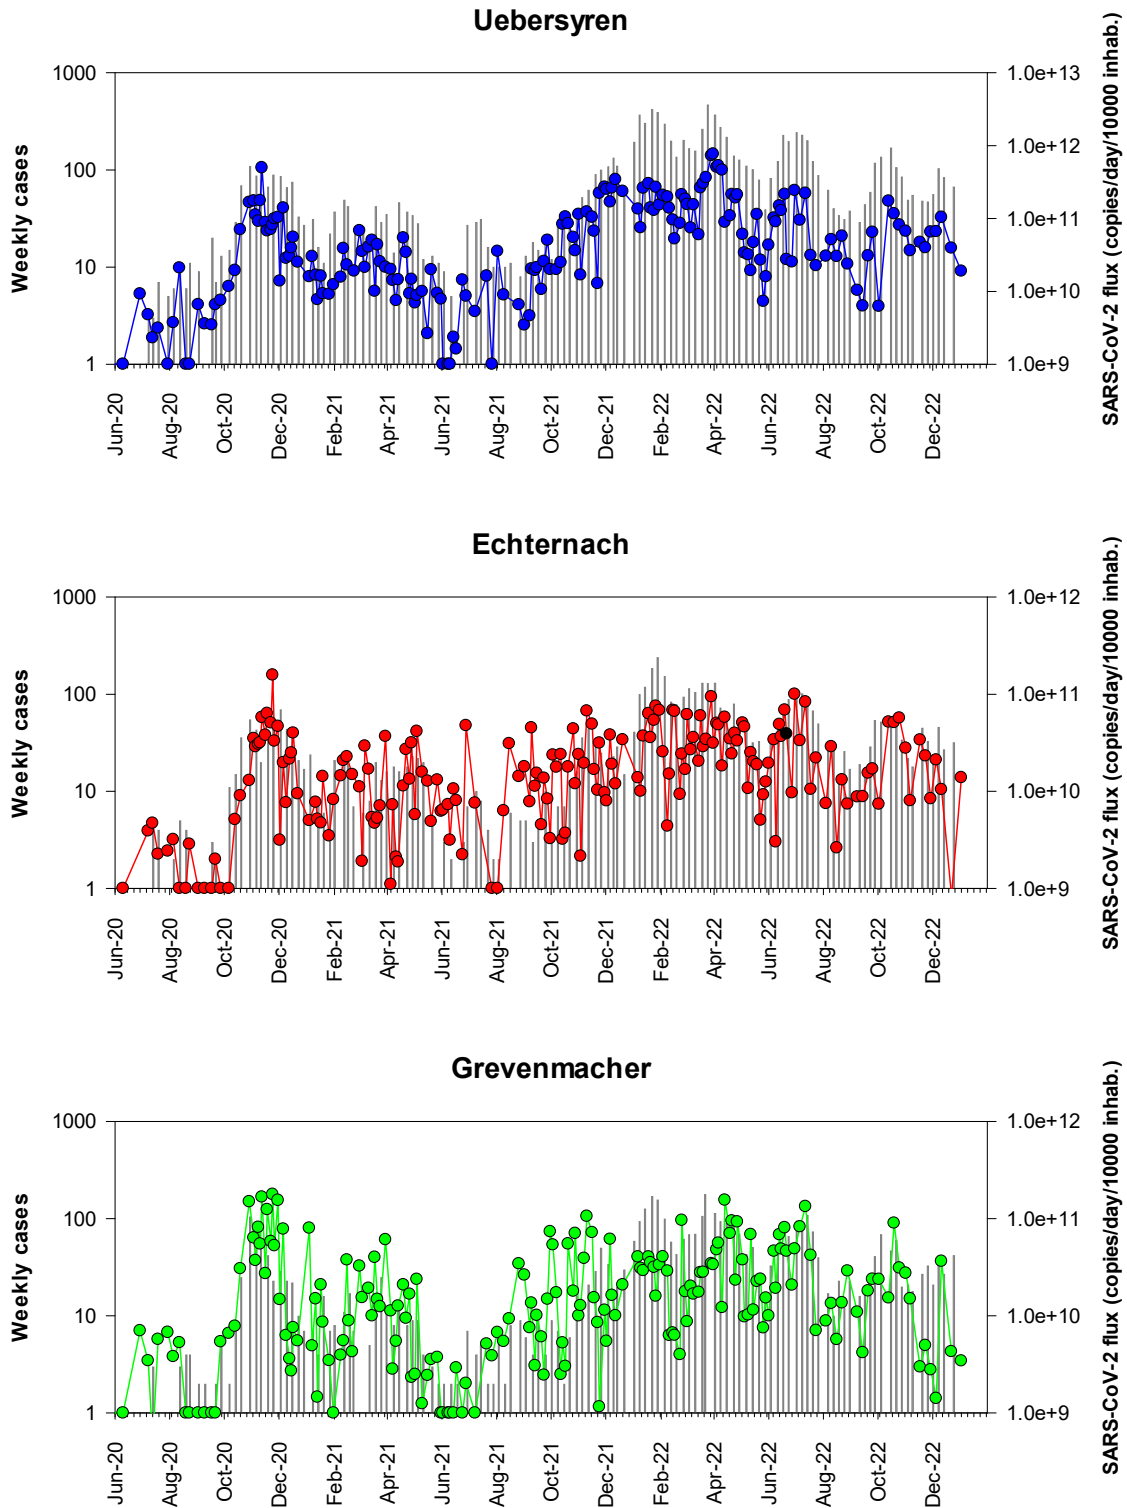 Uebersyren
Weekly cases
SARS-CoV-2 flux (copies/day/10000 inhab.)
1000
100
10
1
1.0e+13
1.0e+12
1.0e+11
1.0e+10
1.0e+9
Jun-20
Aug-20
Oct-20
Dec-20
Feb-21
Apr-21
Jun-21
Aug-21
Oct-21
Dec-21
Feb-22
Apr-22
Jun-22
Aug-22
Oct-22
Dec-22
Echternach
Weekly cases
SARS-CoV-2 flux (copies/day/10000 inhab.)
1000
100
10
1
1.0e+12
1.0e+11
1.0e+10
1.0e+9
Jun-20
Aug-20
Oct-20
Dec-20
Feb-21
Apr-21
Jun-21
Aug-21
Oct-21
Dec-21
Feb-22
Apr-22
Jun-22
Aug-22
Oct-22
Dec-22
Grevenmacher
Weekly cases
SARS-CoV-2 flux (copies/day/10000 inhab.)
1000
100
10
1
1.0e+12
1.0e+11
1.0e+10
1.0e+9
Jun-20
Aug-20
Oct-20
Dec-20
Feb-21
Apr-21
Jun-21
Aug-21
Oct-21
Dec-21
Feb-22
Apr-22
Jun-22
Aug-22
Oct-22
Dec-22